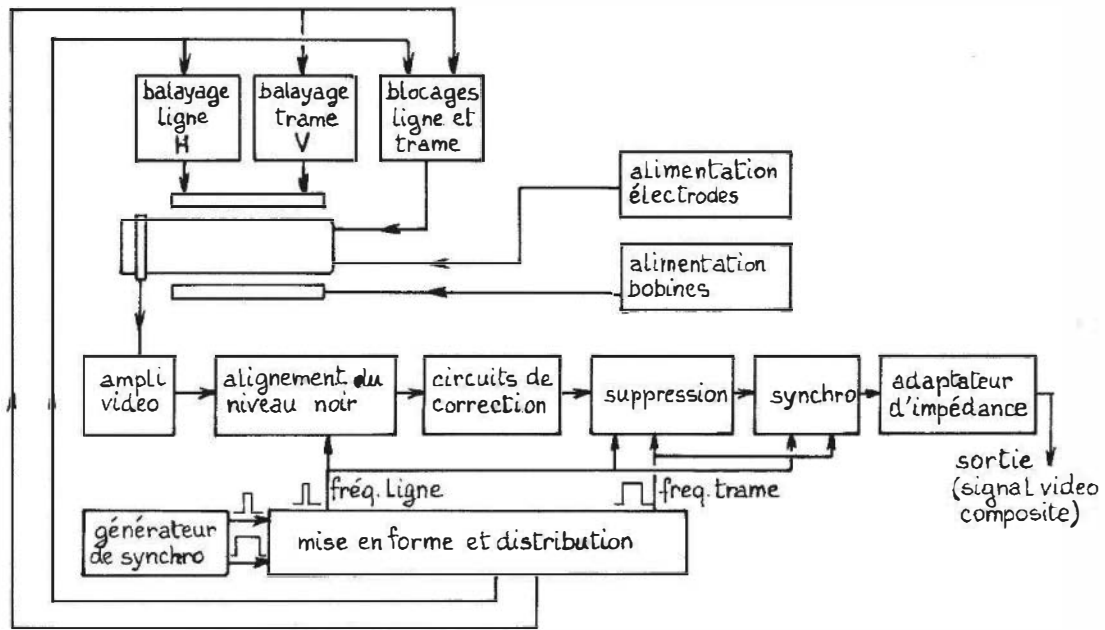 balayage
ligne
H
balayage
trame
V
blocages
ligne et
trame
alimentation
électrodes
alimentation
bobines
ampli
video
alignement du
niveau noir
circuits de
correction
suppression
synchro
adaptateur
d'impédance
sortie
(signal video
composite)
fréq. ligne
freq. trame
générateur
de synchro
mise en forme et distribution